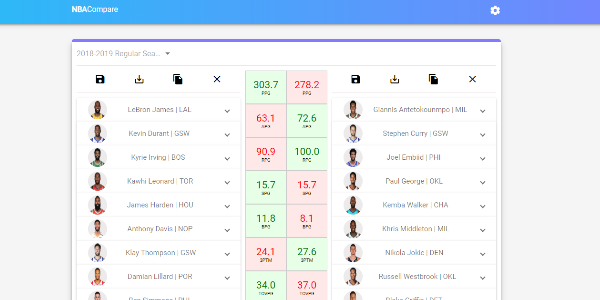 NBACompare
2018-2019 Regular Sea...
303.7 278.2
PPG PPG
LeBron James | LAL
Giannis Antetokounmpo | MIL
63.1 72.6
APG APG
Kevin Durant | GSW
Stephen Curry | GSW
90.9 100.0
RPG RPG
Kyrie Irving | BOS
Joel Embiid | PHI
15.7 15.7
SPG SPG
Kawhi Leonard | TOR
Paul George | OKL
James Harden | HOU
Kemba Walker | CHA
11.8 8.1
BPG BPG
Anthony Davis | NOP
Khris Middleton | MIL
24.1 27.6
3PTM 3PTM
Klay Thompson | GSW
Nikola Jokic | DEN
Damian Lillard | POR
Russell Westbrook | OKL
34.0 37.0